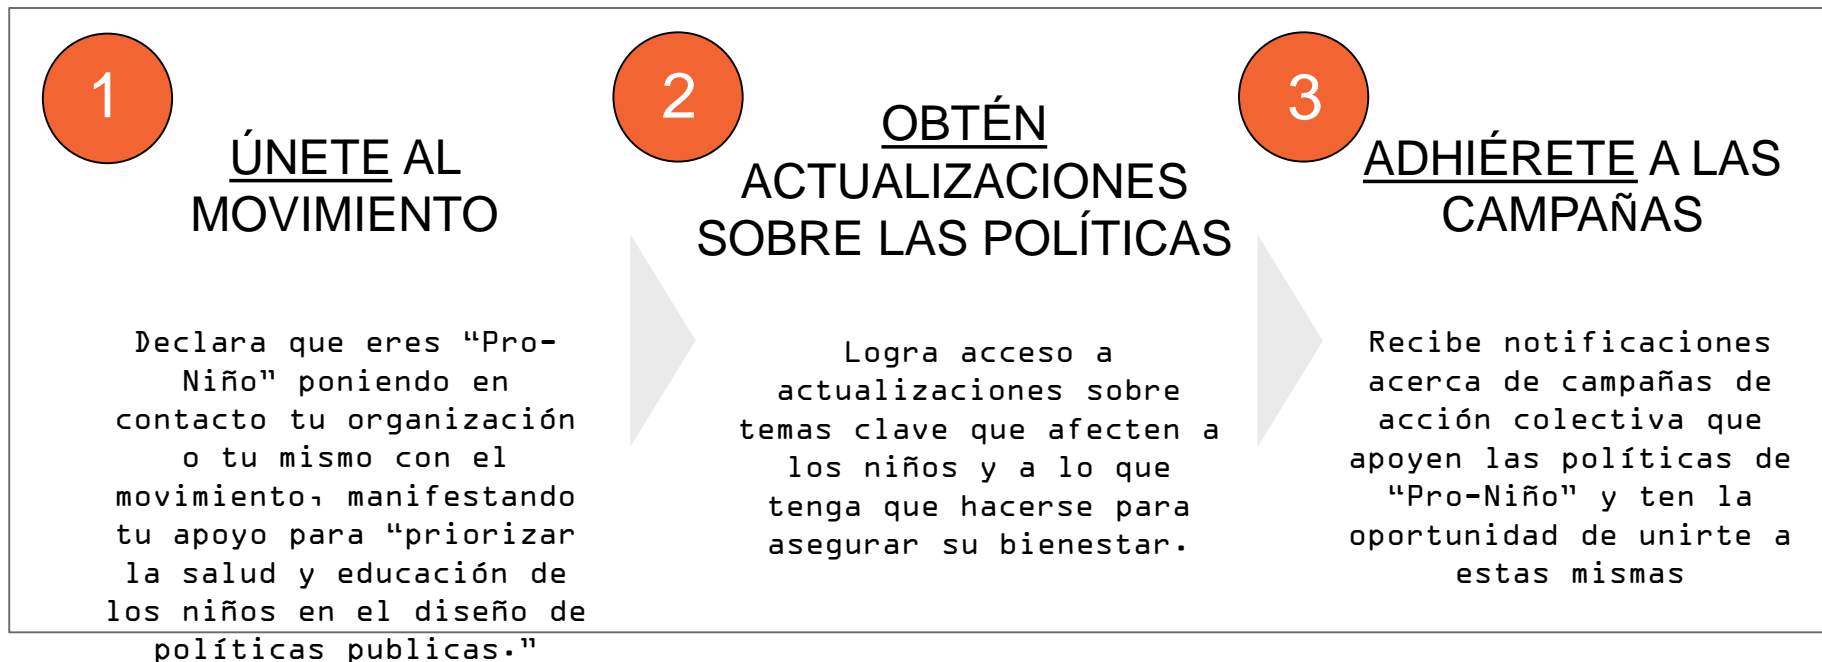 1
ÚNETE AL
MOVIMIENTO
Declara que eres “Pro-
Niño” poniendo en
contacto tu organización
o tu mismo con el
movimiento, manifestando
tu apoyo para “priorizar
la salud y educación de
los niños en el diseño de
políticas publicas.”
2
OBTÉN
ACTUALIZACIONES
SOBRE LAS POLÍTICAS
Logra acceso a
actualizaciones sobre
temas clave que afecten a
los niños y a lo que
tenga que hacerse para
asegurar su bienestar.
3
ADHIÉRETE A LAS
CAMPAÑAS
Recibe notificaciones
acerca de campañas de
acción colectiva que
apoyen las políticas de
“Pro-Niño” y ten la
oportunidad de unirte a
estas mismas